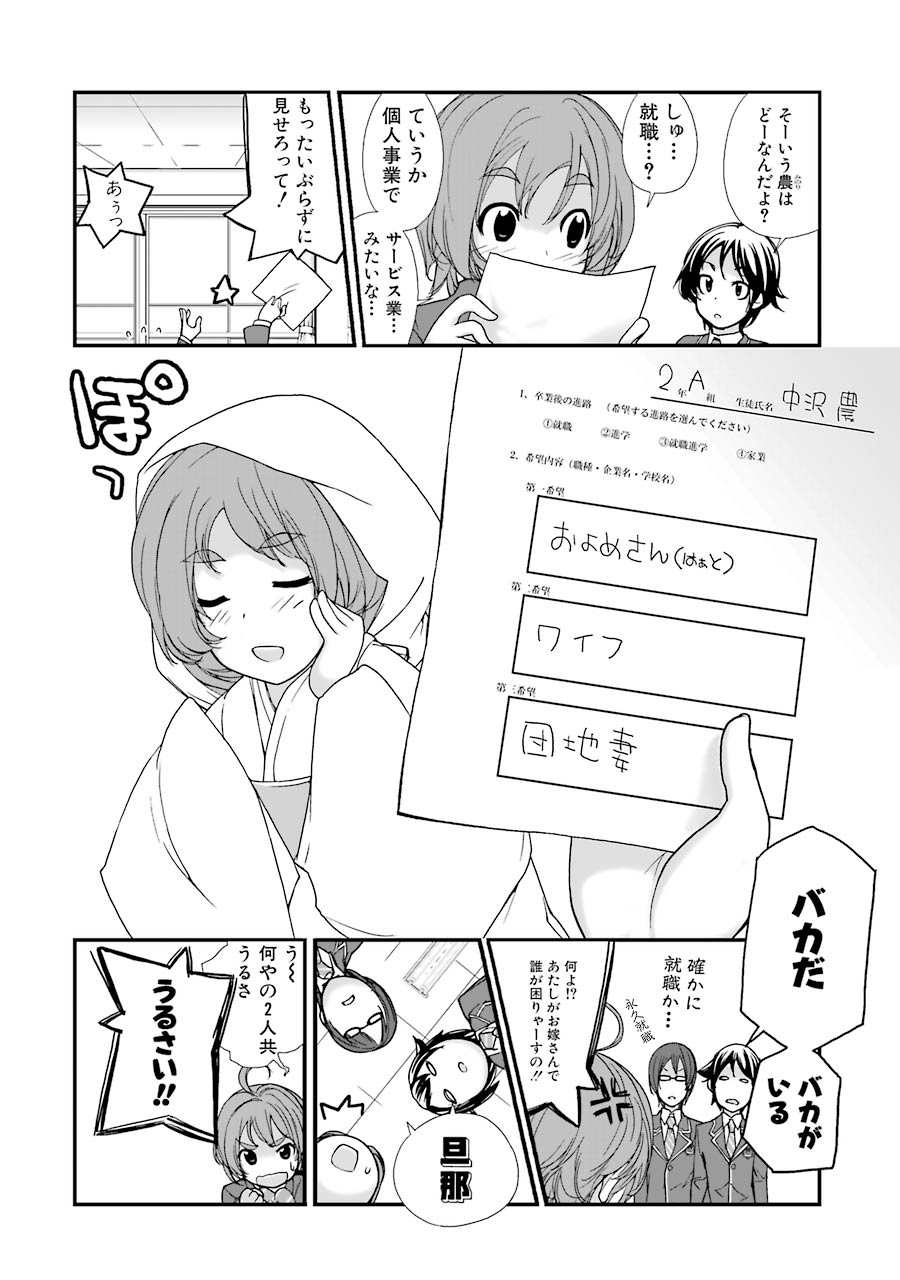 そーいう農は
みのり
どーなんだよ？
しゅ…
就職…？
ていうか
個人事業で
サービス業…
みたいな…
もったいぶらずに
見せろって！
あぅっ
2年A組 生徒氏名 中沢農
1、卒業後の進路 （希望する進路を選んでください）
①就職 ②進学 ③就職進学 ④家業
2、希望内容（職種・企業名・学校名）
第一希望
およめさん（はぁと）
第二希望
ワイフ
第三希望
団地妻
ぽっ
バカだ
バカが
いる
確かに
就職か…
永久就職
何よ!?
あたしがお嫁さんで
誰が困りゃーすの!!
旦那
う〜
何やの2人共
うるさ
うるさい!!